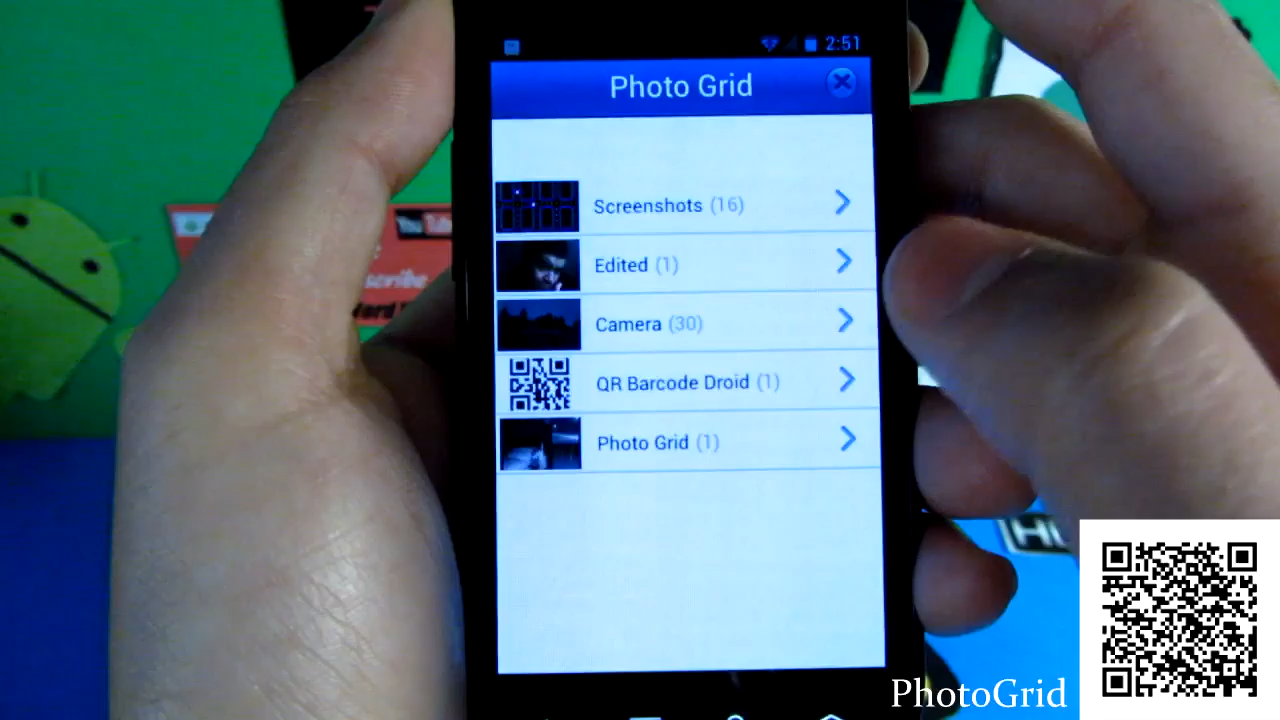 2:51
Photo Grid
Screenshots (16)
Edited (1)
Camera (30)
QR Barcode Droid (1)
Photo Grid (1)
PhotoGrid